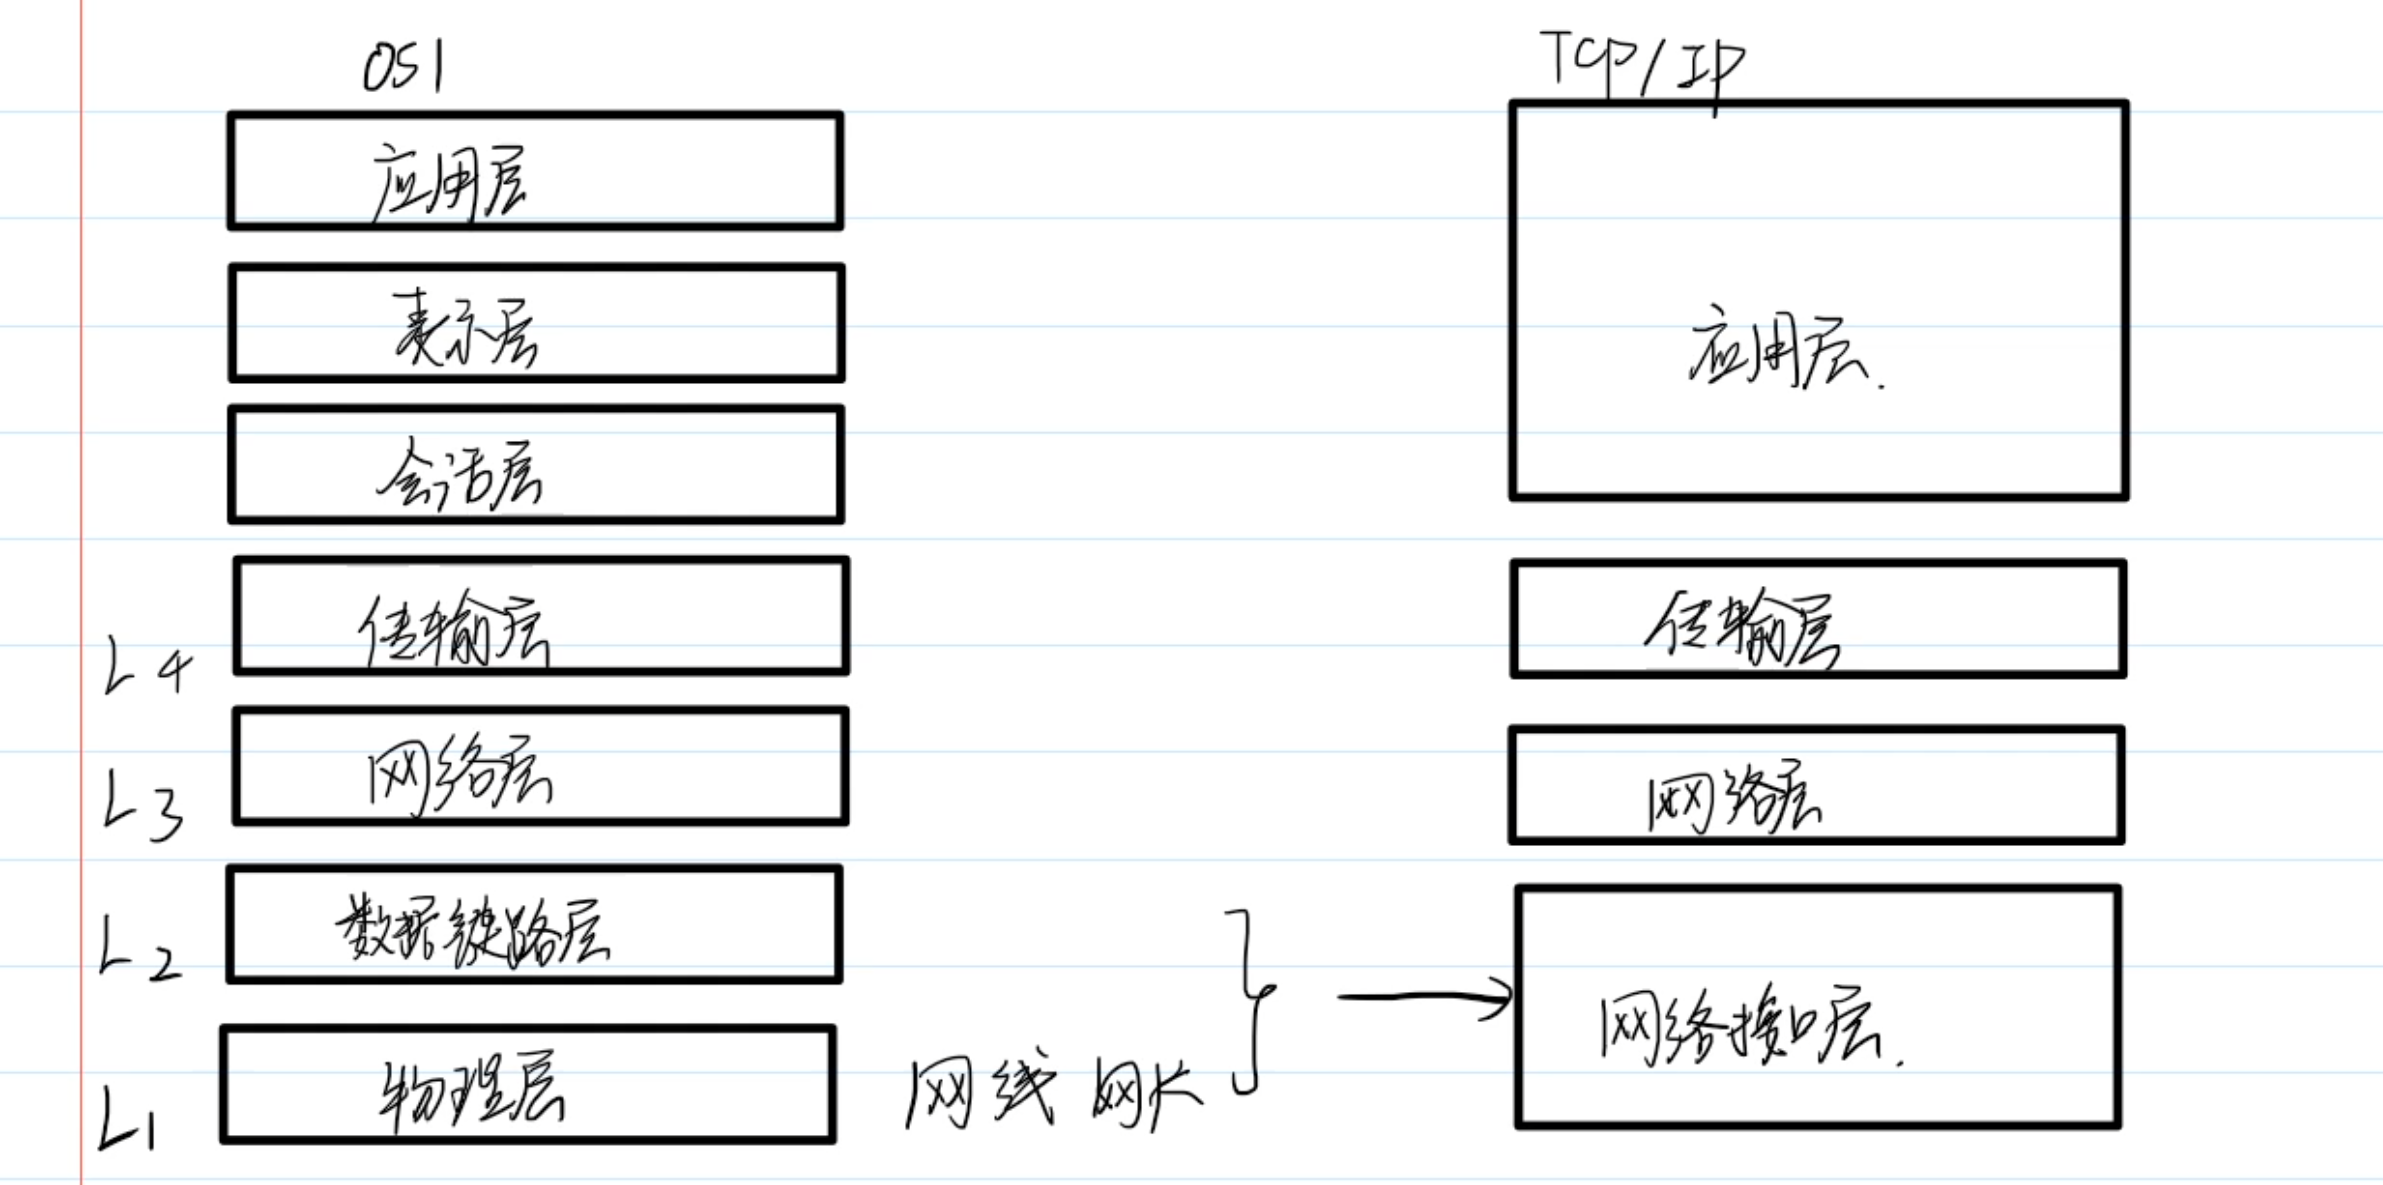 OSI
应用层
表示层
会话层
L4 传输层
L3 网络层
L2 数据链路层
L1 物理层 网线 网卡
TCP/IP
应用层.
传输层
网络层
网络接口层.